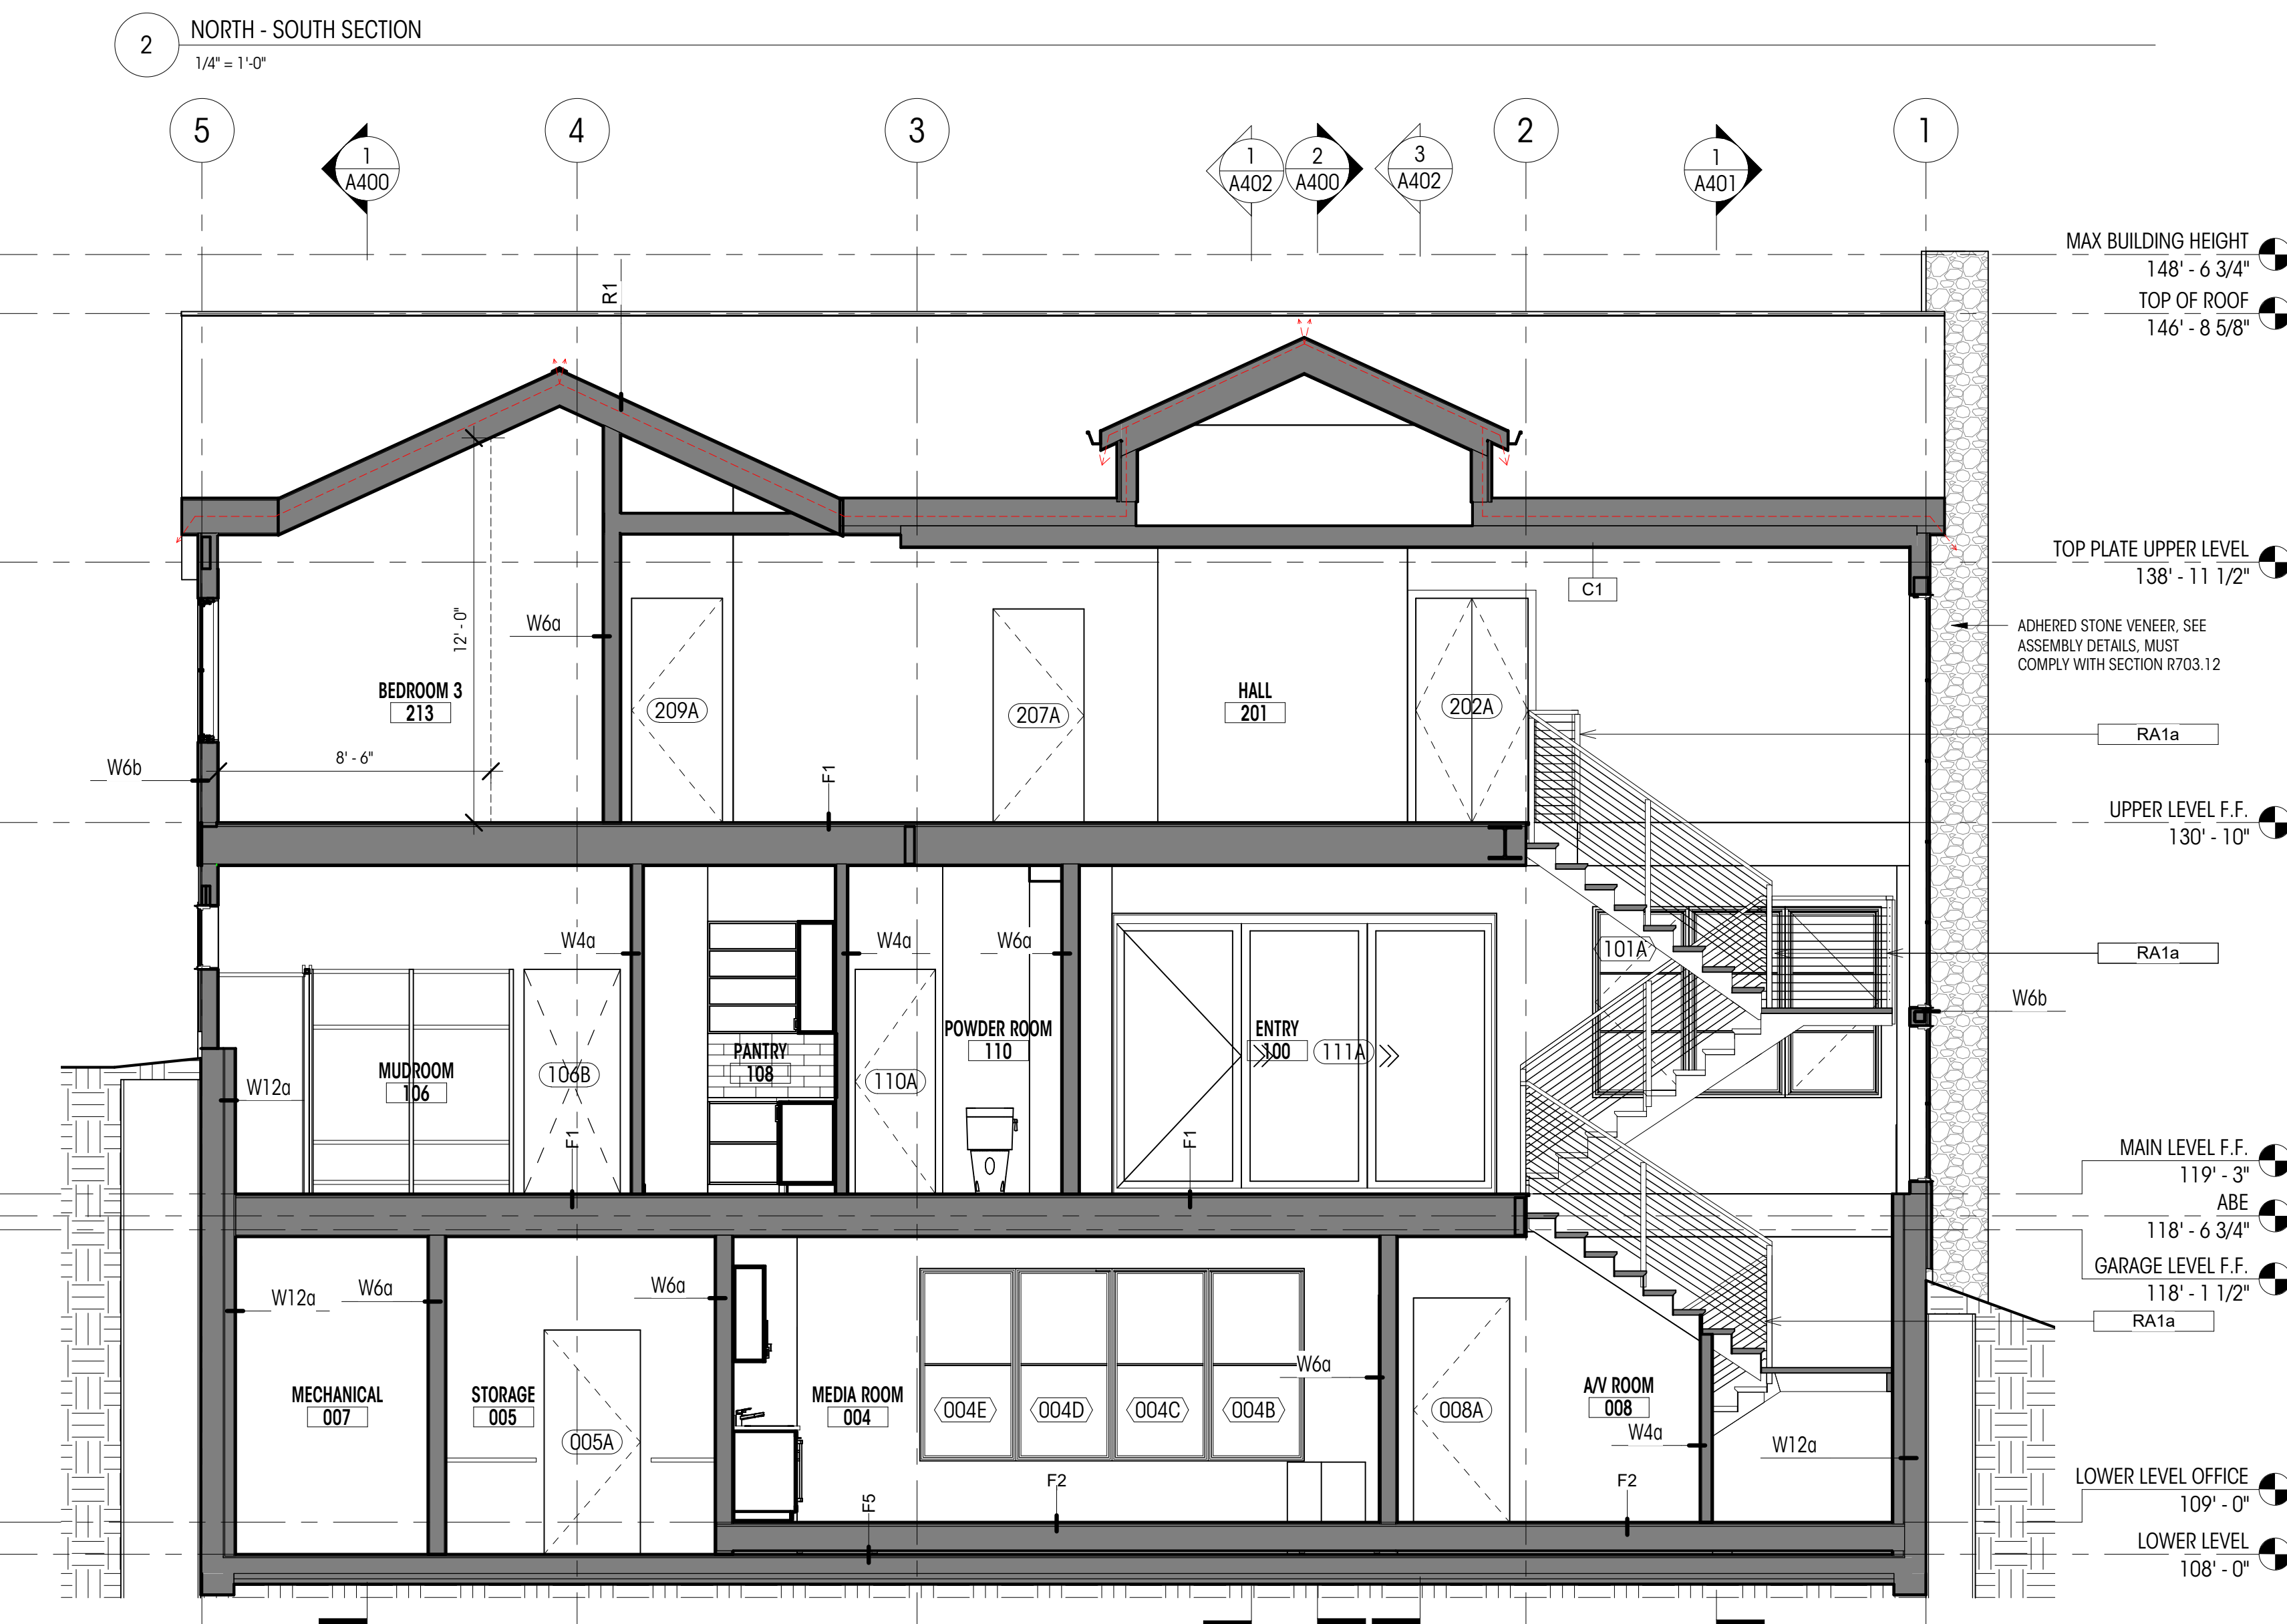 2
NORTH - SOUTH SECTION
1/4" = 1'-0"
5
4
3
2
1
1
A400
1
A402
2
A400
3
A402
1
A401
MAX BUILDING HEIGHT
148' - 6 3/4"
R1
TOP OF ROOF
146' - 8 5/8"
TOP PLATE UPPER LEVEL
138' - 11 1/2"
C1
12' - 0"
W6a
ADHERED STONE VENEER, SEE
ASSEMBLY DETAILS, MUST
COMPLY WITH SECTION R703.12
BEDROOM 3
213
209A
207A
HALL
201
202A
RA1a
8' - 6"
W6b
F1
UPPER LEVEL F.F.
130' - 10"
W4a
W4a
W6a
101A
RA1a
W6b
MUDROOM
106
W12a
106B
PANTRY
108
110A
POWDER ROOM
110
ENTRY
100
111A
F1
F1
MAIN LEVEL F.F.
119' - 3"
ABE
118' - 6 3/4"
GARAGE LEVEL F.F.
118' - 1 1/2"
W12a
W6a
W6a
RA1a
W6a
MECHANICAL
007
STORAGE
005
MEDIA ROOM
004
004E
004D
004C
004B
008A
A/V ROOM
008
005A
W4a
W12a
F5
F2
F2
LOWER LEVEL OFFICE
109' - 0"
LOWER LEVEL
108' - 0"